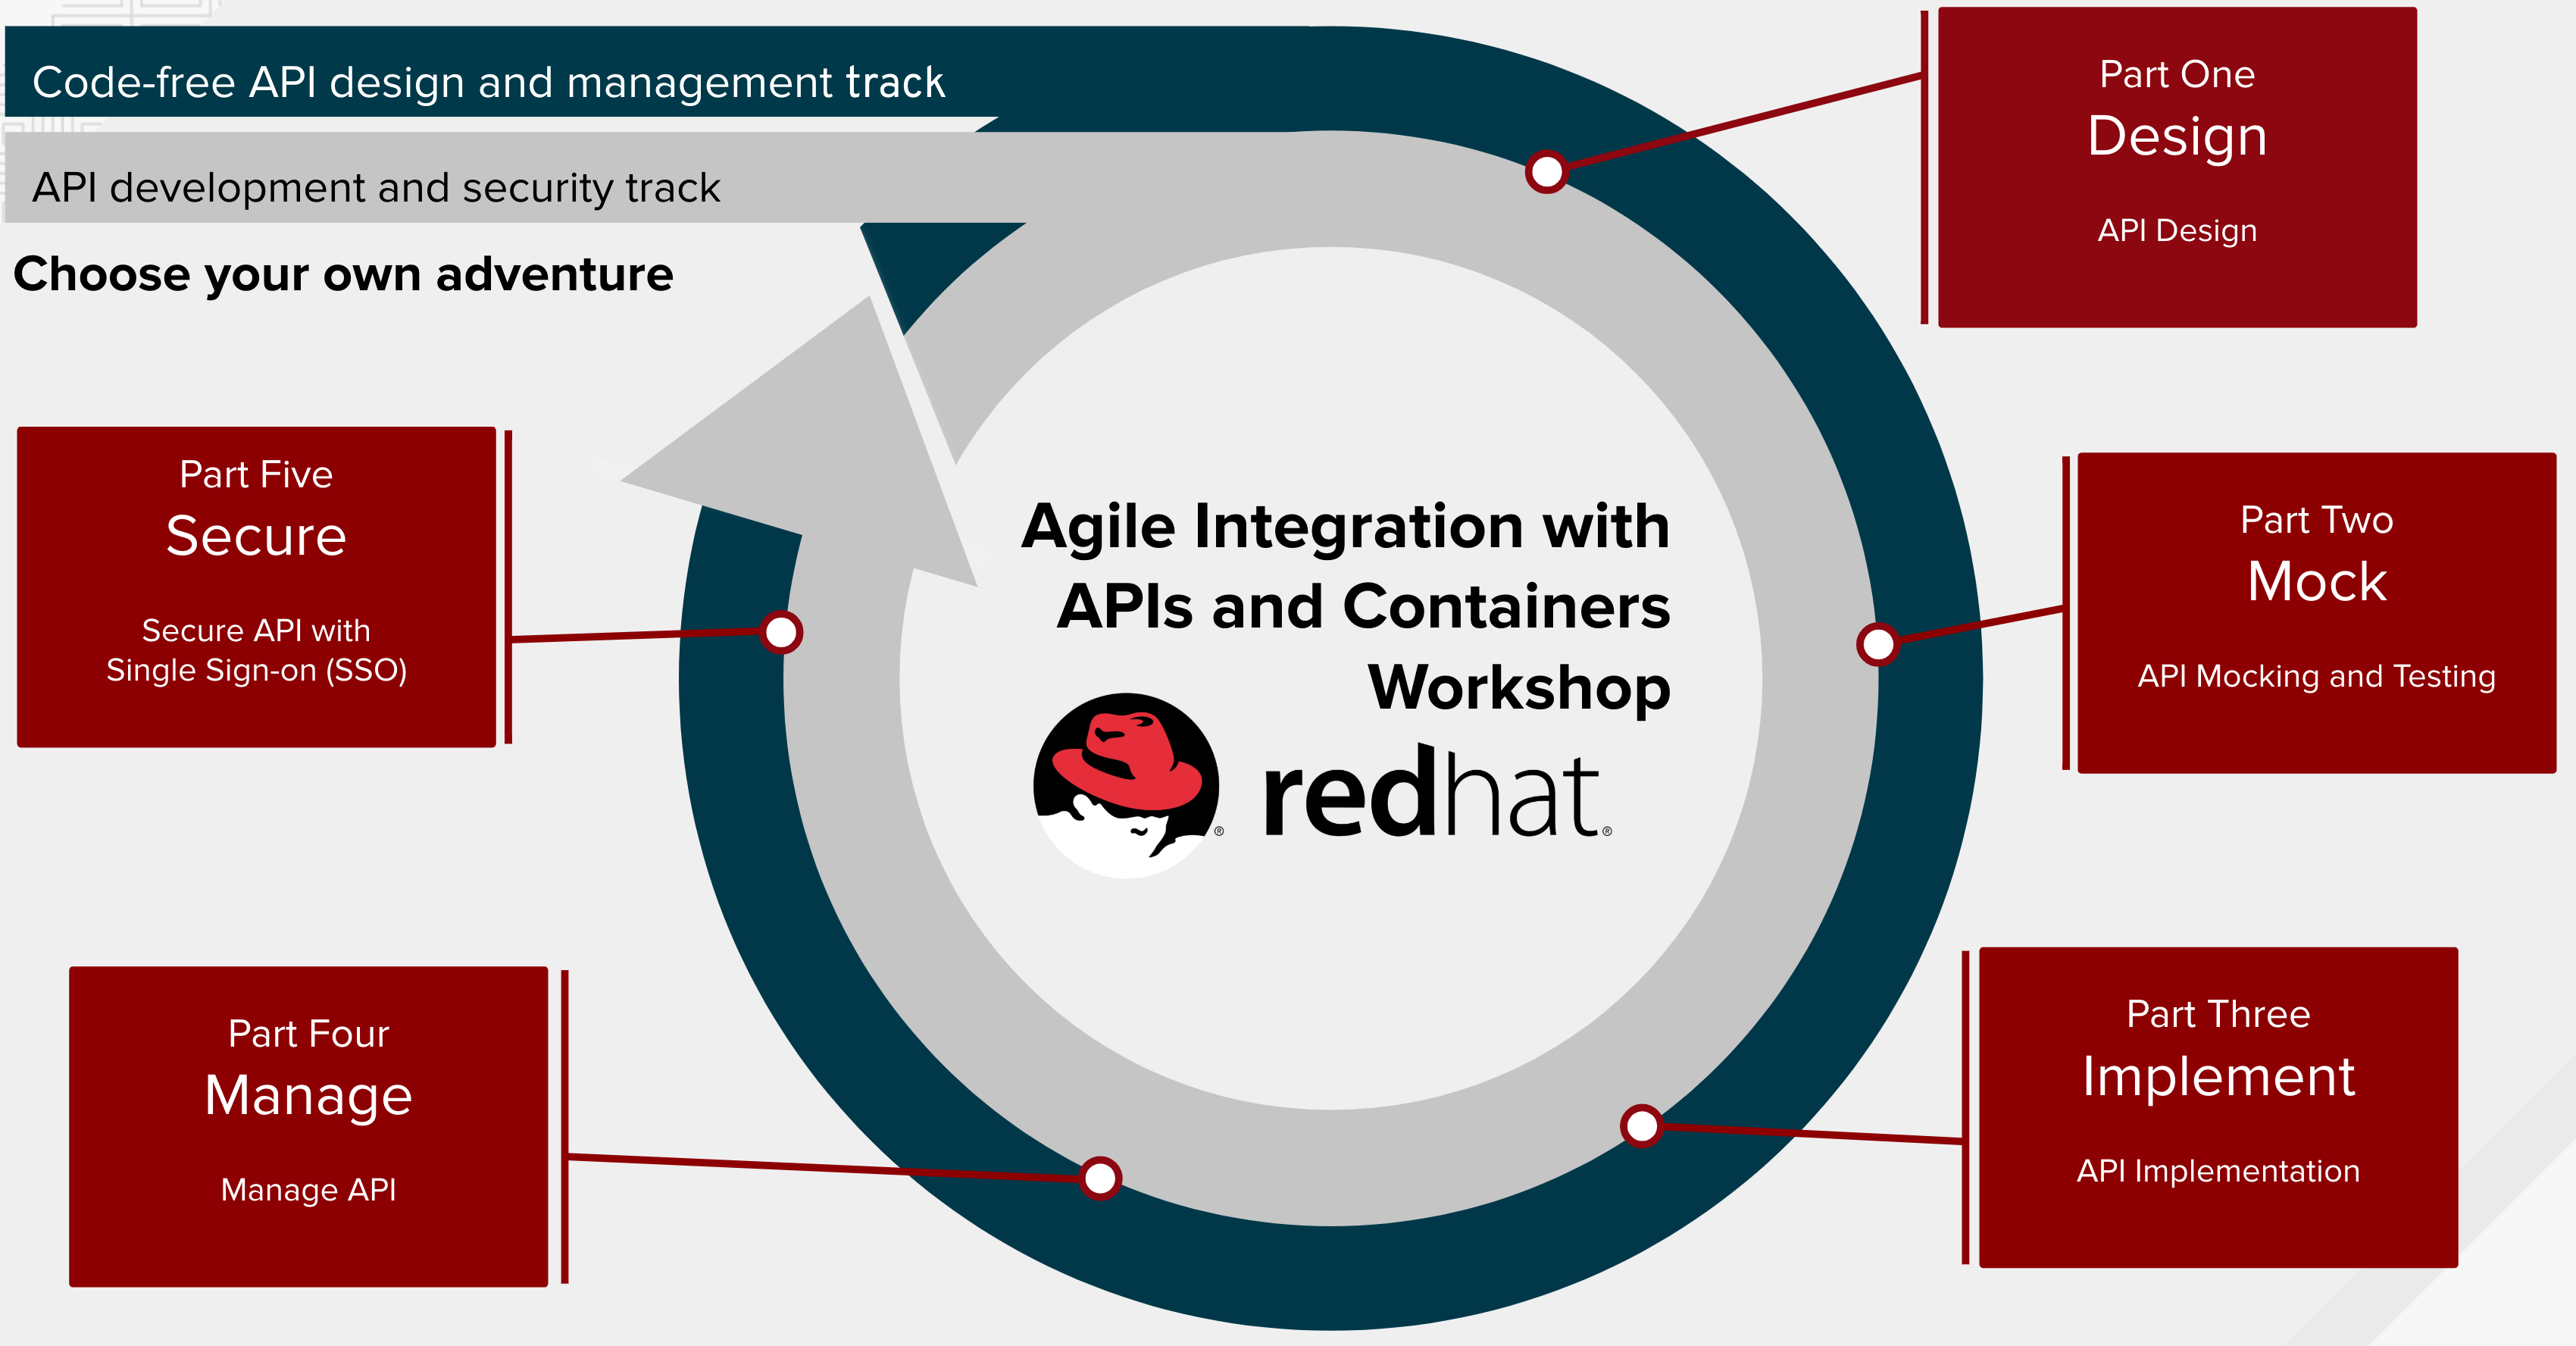 Code-free API design and management track
API development and security track
Choose your own adventure
Part One
Design
API Design
Part Two
Mock
API Mocking and Testing
Part Three
Implement
API Implementation
Part Four
Manage
Manage API
Part Five
Secure
Secure API with
Single Sign-on (SSO)
Agile Integration with
APIs and Containers
Workshop
® redhat®